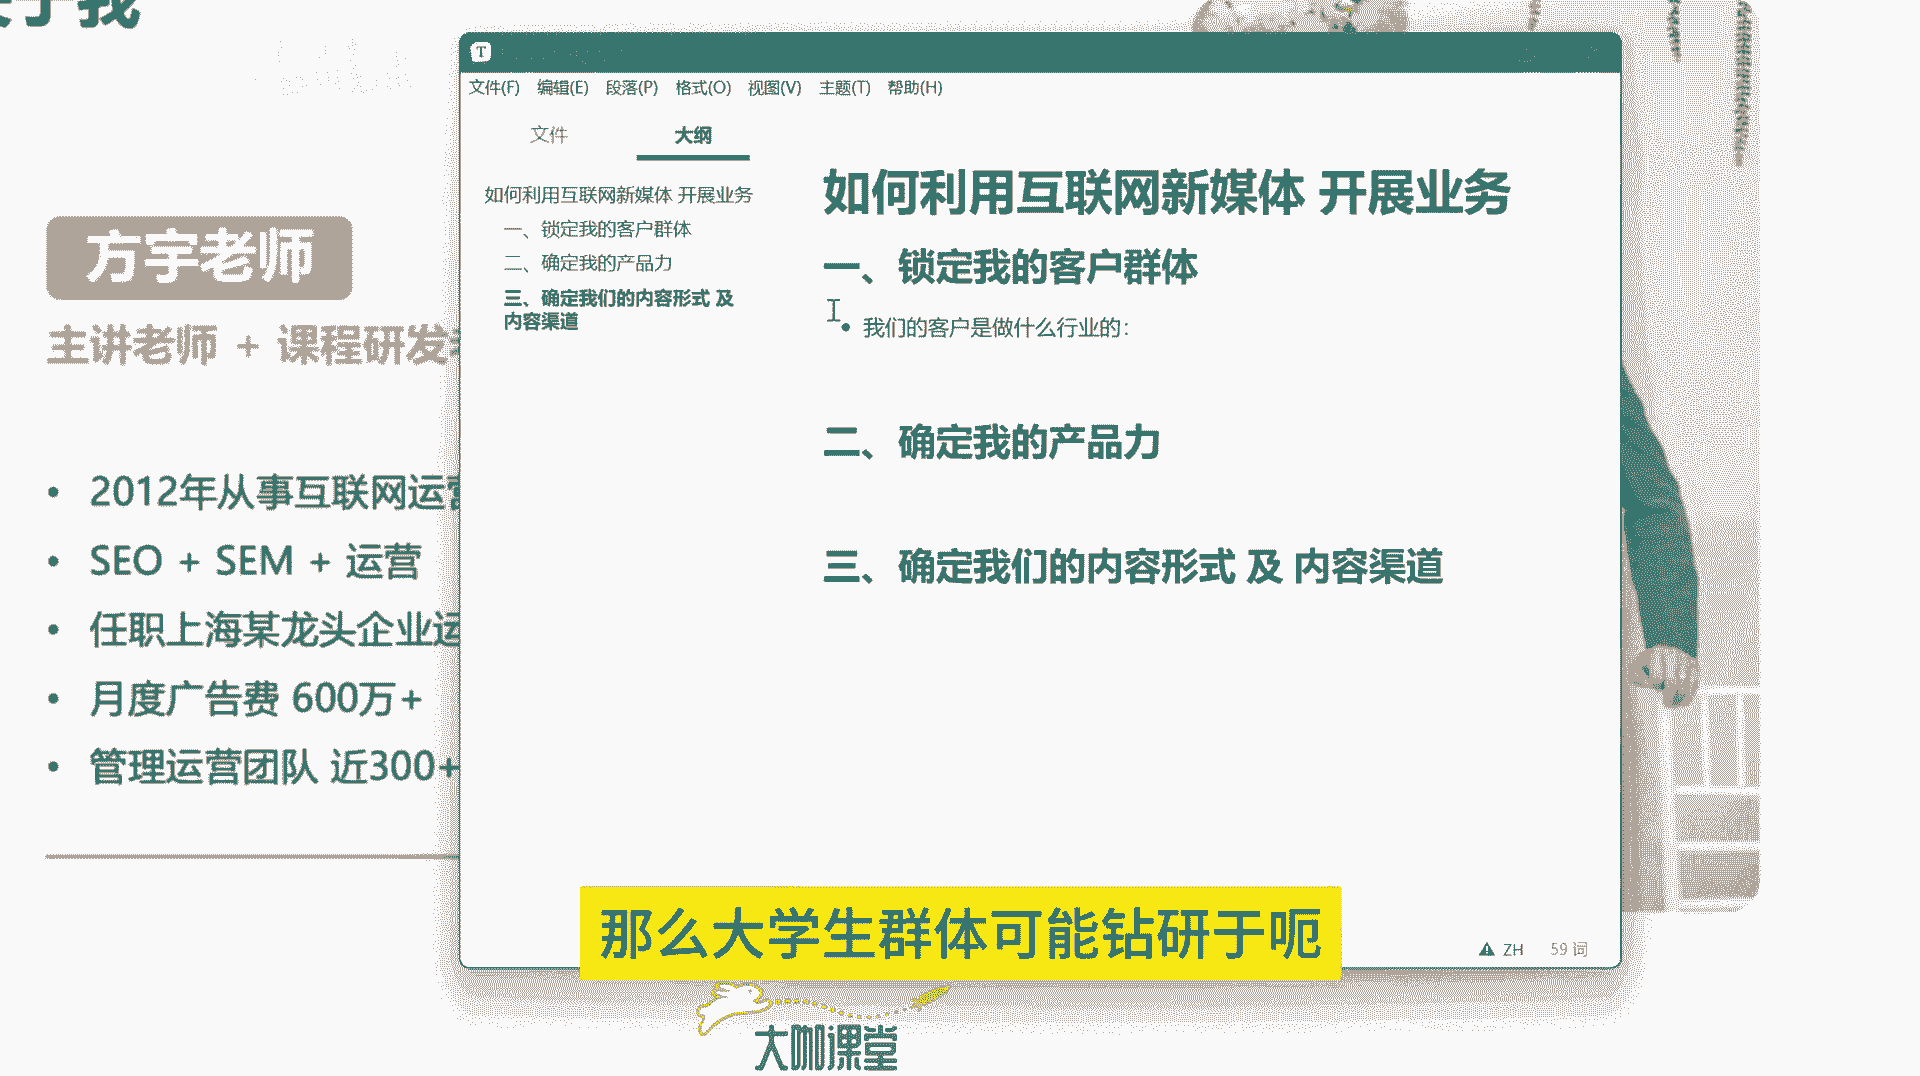 于我
方宇老师
主讲老师 + 课程研发
• 2012年从事互联网运营
• SEO + SEM + 运营
• 任职上海某龙头企业运
• 月度广告费 600万+
• 管理运营团队 近300+
T
文件(F) 编辑(E) 段落(P) 格式(O) 视图(V) 主题(T) 帮助(H)
文件 大纲
如何利用互联网新媒体 开展业务
一、锁定我的客户群体
二、确定我的产品力
三、确定我们的内容形式 及
内容渠道
如何利用互联网新媒体 开展业务
一、锁定我的客户群体
• 我们的客户是做什么行业的：
二、确定我的产品力
三、确定我们的内容形式 及 内容渠道
ZH 59 词
那么大学生群体可能钻研于呃
大咖课堂